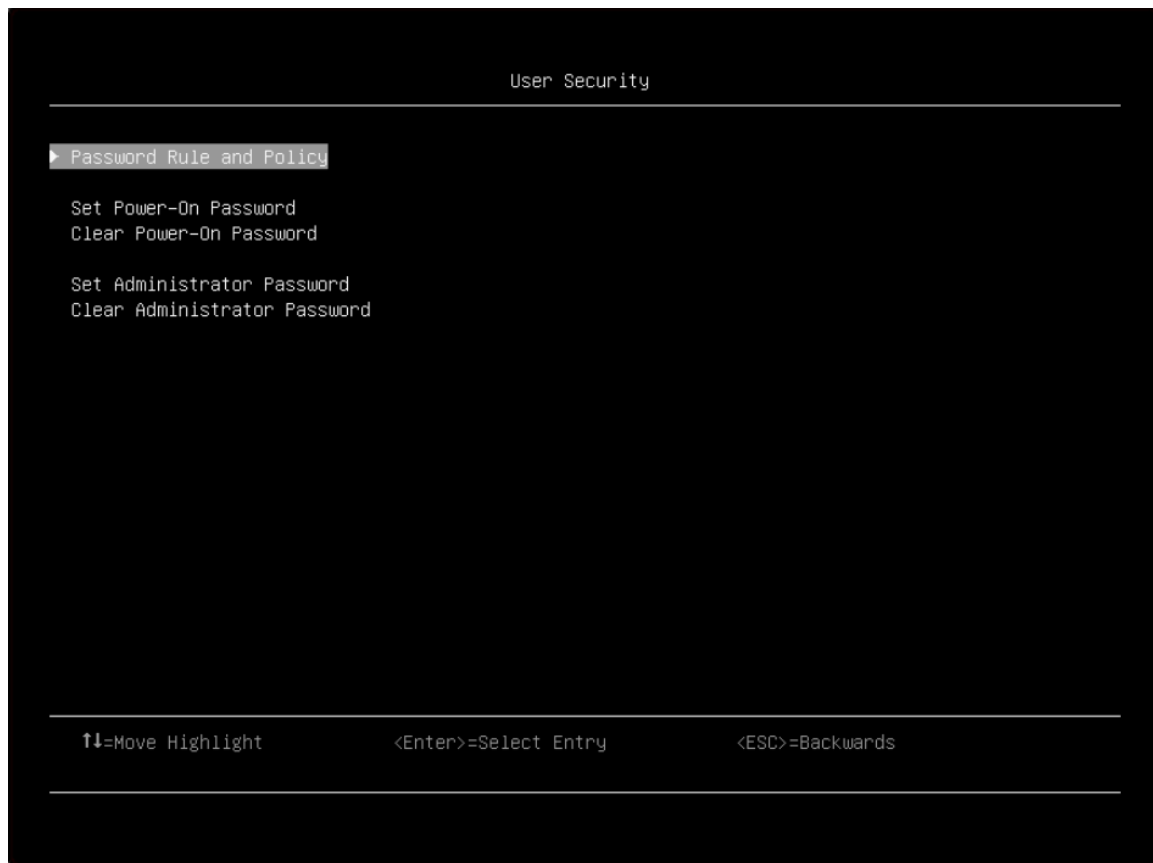 User Security
Password Rule and Policy
Set Power-On Password
Clear Power-On Password
Set Administrator Password
Clear Administrator Password
↑↓=Move Highlight <Enter>=Select Entry <ESC>=Backwards